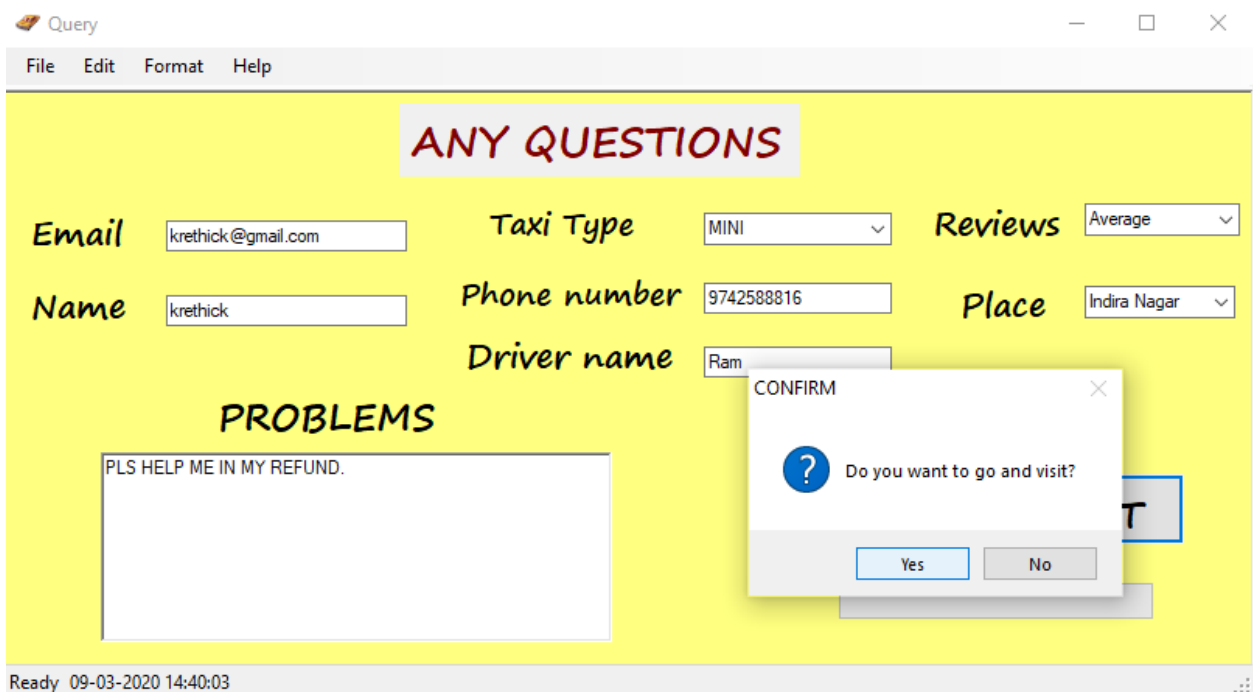 Query
File Edit Format Help
ANY QUESTIONS
Email krethick@gmail.com Taxi Type MINI Reviews Average
Name krethick Phone number 9742588816 Place Indira Nagar
Driver name Ram
PROBLEMS
PLS HELP ME IN MY REFUND.
CONFIRM
Do you want to go and visit?
T
Yes No
Ready 09-03-2020 14:40:03